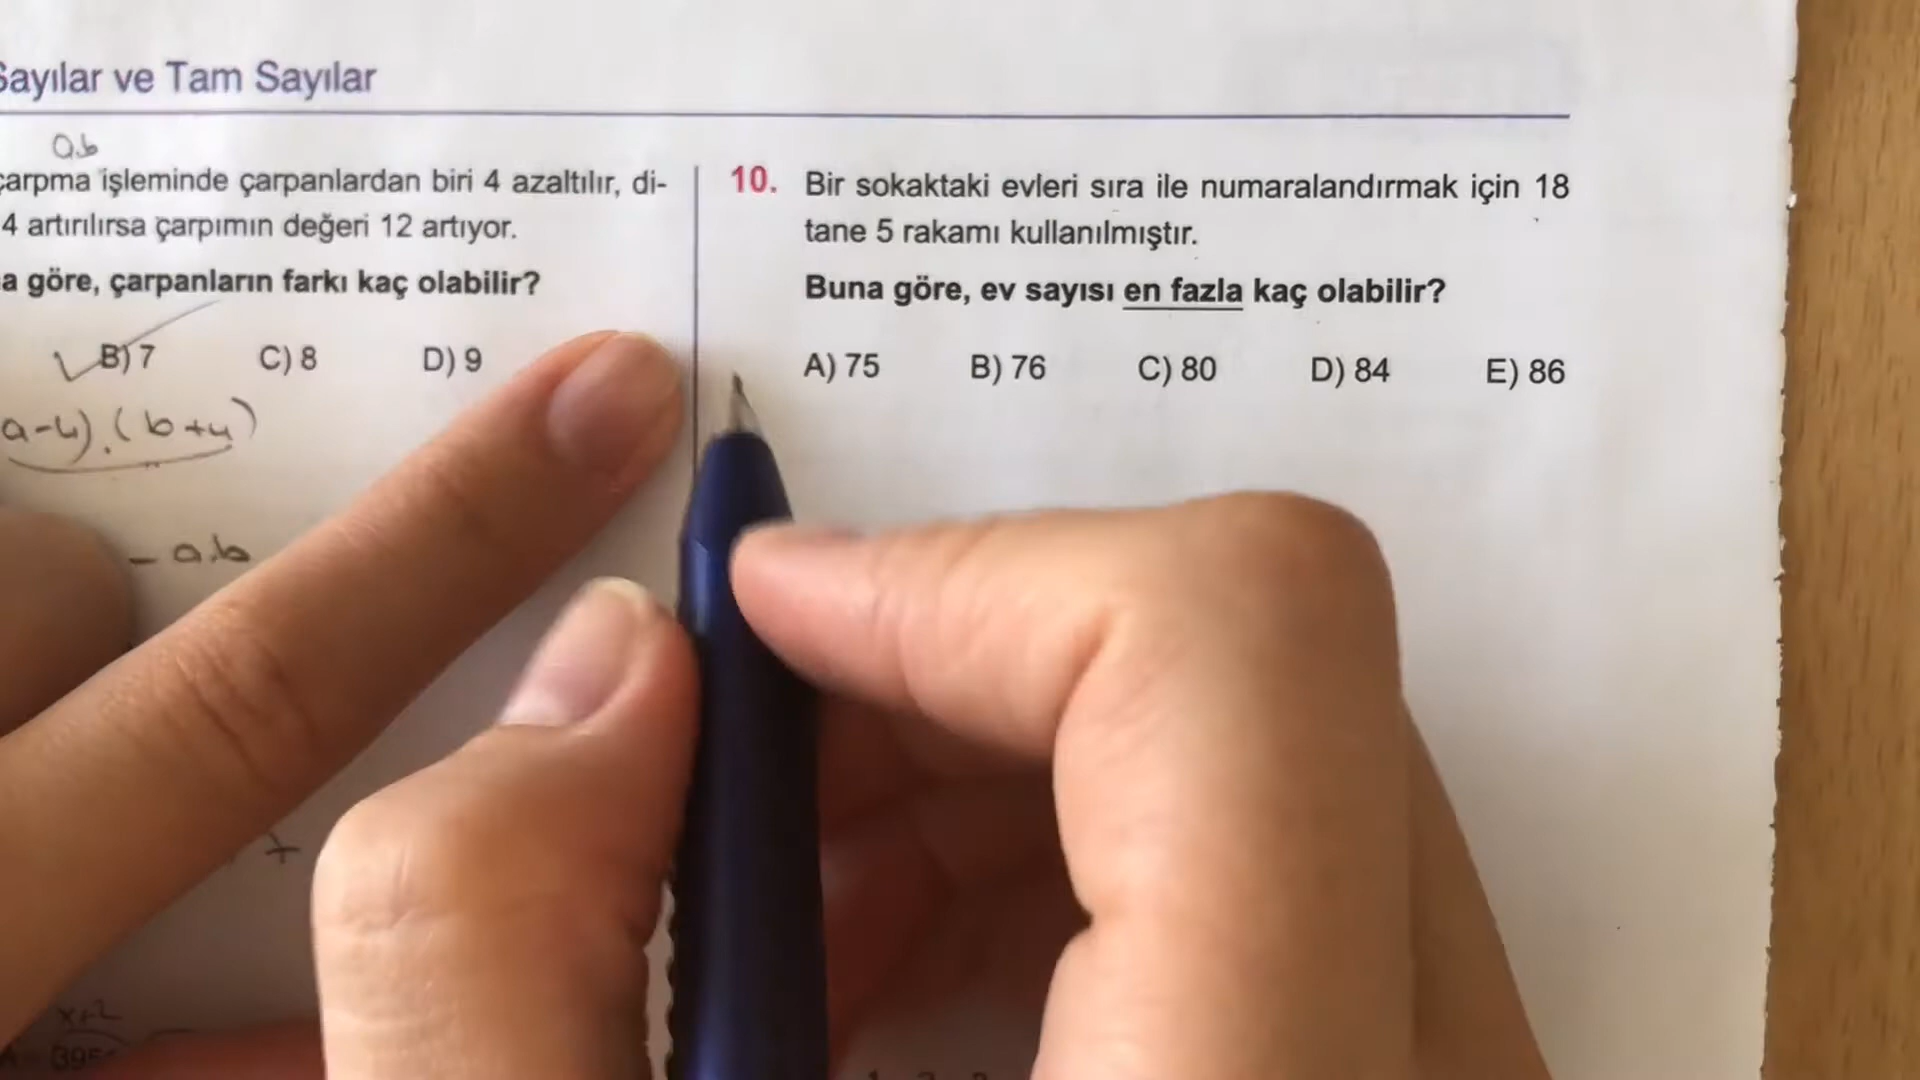 Sayılar ve Tam Sayılar
a.b
çarpma işleminde çarpanlardan biri 4 azaltılır, di-
4 artırılırsa çarpımın değeri 12 artıyor.
a göre, çarpanların farkı kaç olabilir?
B) 7 C) 8 D) 9
a-4).(b+4)
- a.b
+
x+2
395
10. Bir sokaktaki evleri sıra ile numaralandırmak için 18
tane 5 rakamı kullanılmıştır.
Buna göre, ev sayısı en fazla kaç olabilir?
A) 75 B) 76 C) 80 D) 84 E) 86